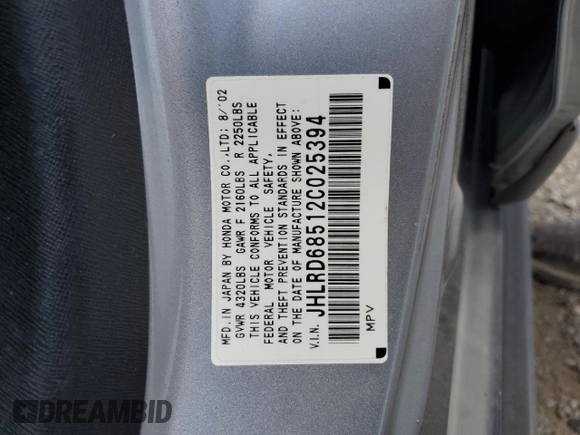 MFD. IN JAPAN BY HONDA MOTOR CO., LTD; 8/'02
GVWR 4320LBS GAWR F 2160LBS R 2250LBS
THIS VEHICLE CONFORMS TO ALL APPLICABLE
FEDERAL MOTOR VEHICLE SAFETY,
AND THEFT PREVENTION STANDARDS IN EFFECT
ON THE DATE OF MANUFACTURE SHOWN ABOVE:
V.I.N. JHLRD68512C025394
MPV
DREAMBID